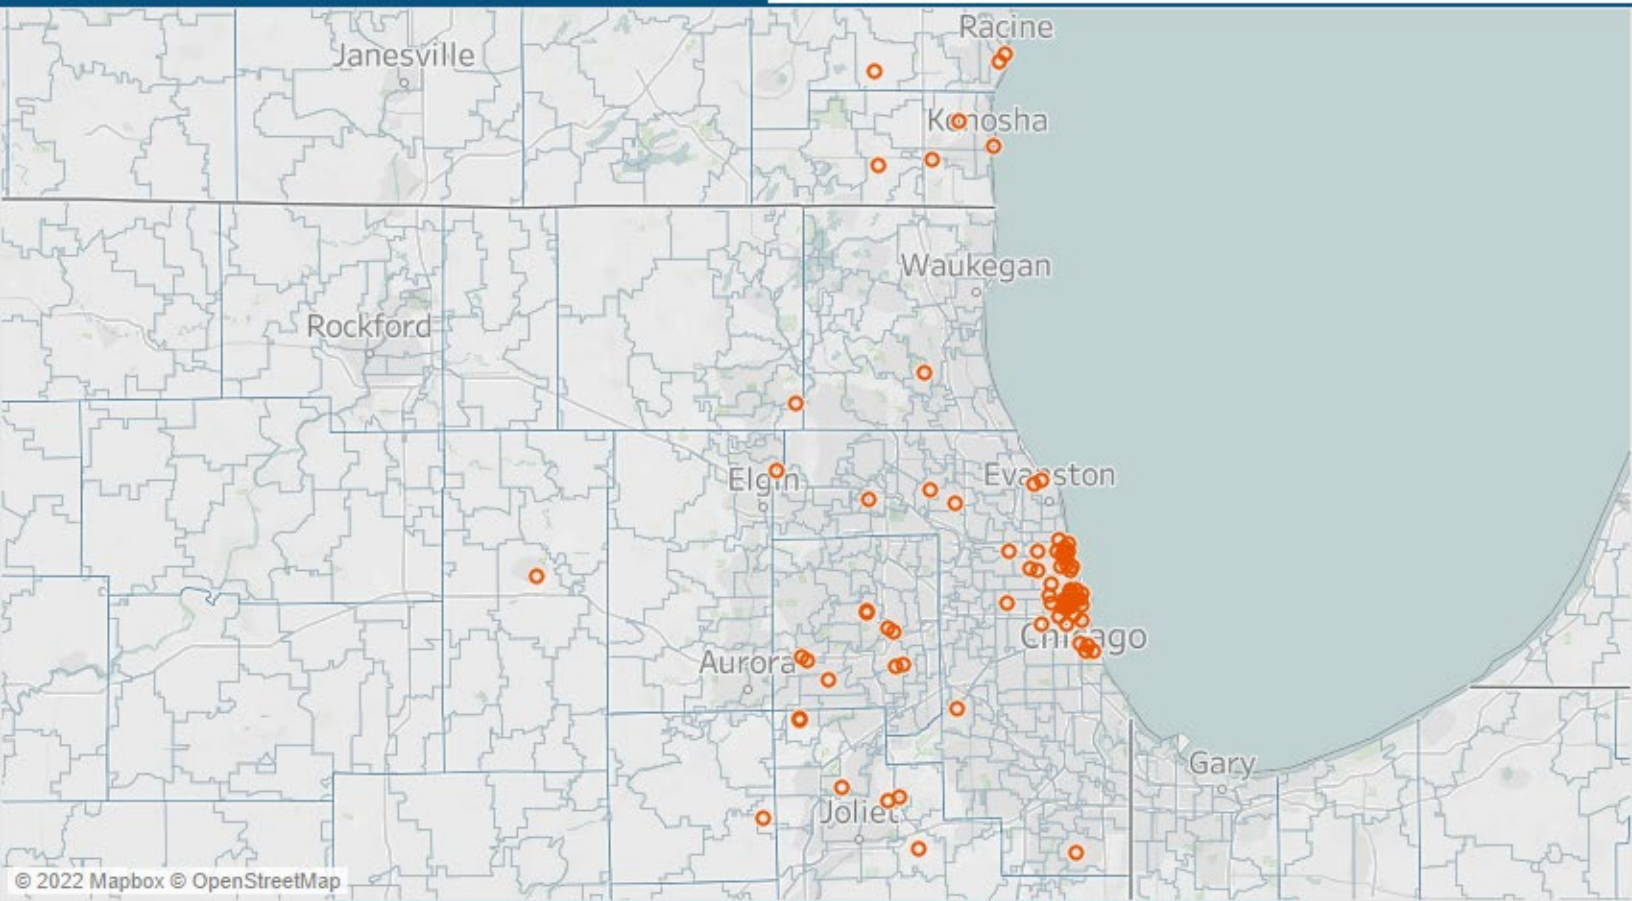 Racine
Janesville
Kenosha
Waukegan
Rockford
Evanston
Elgin
Chicago
Aurora
Gary
Joliet
© 2022 Mapbox © OpenStreetMap